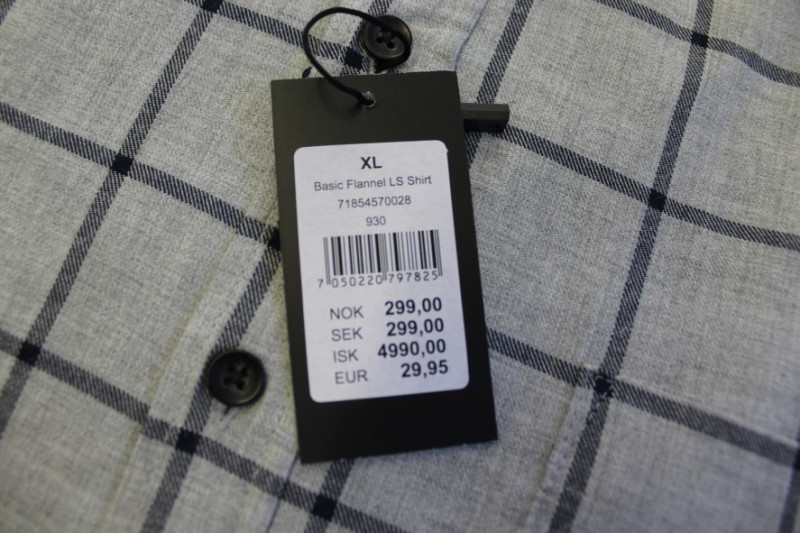 XL
Basic Flannel LS Shirt
71854570028
930
7 050220 797825
NOK 299,00
SEK 299,00
ISK 4990,00
EUR 29,95